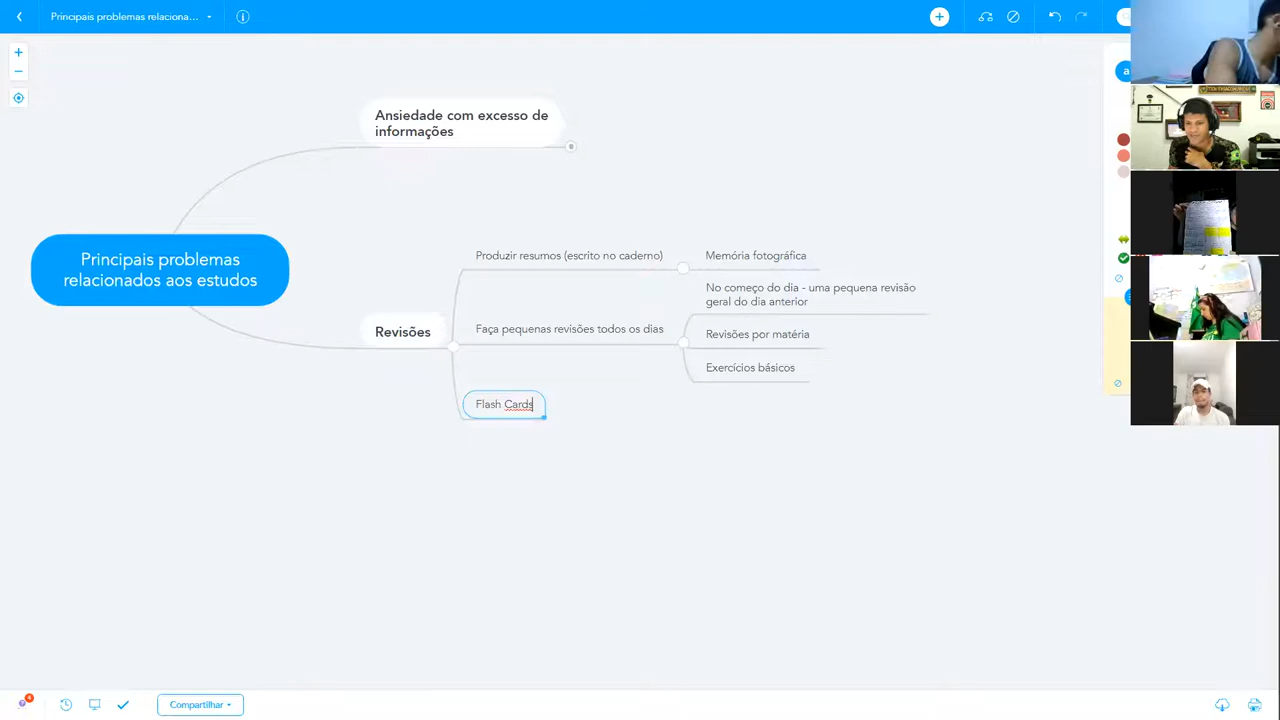 Principais problemas relaciona...
Ansiedade com excesso de
informações
Principais problemas
relacionados aos estudos
Revisões
Produzir resumos (escrito no caderno)
Memória fotográfica
No começo do dia - uma pequena revisão
geral do dia anterior
Faça pequenas revisões todos os dias
Revisões por matéria
Exercícios básicos
Flash Cards
a
4
Compartilhar